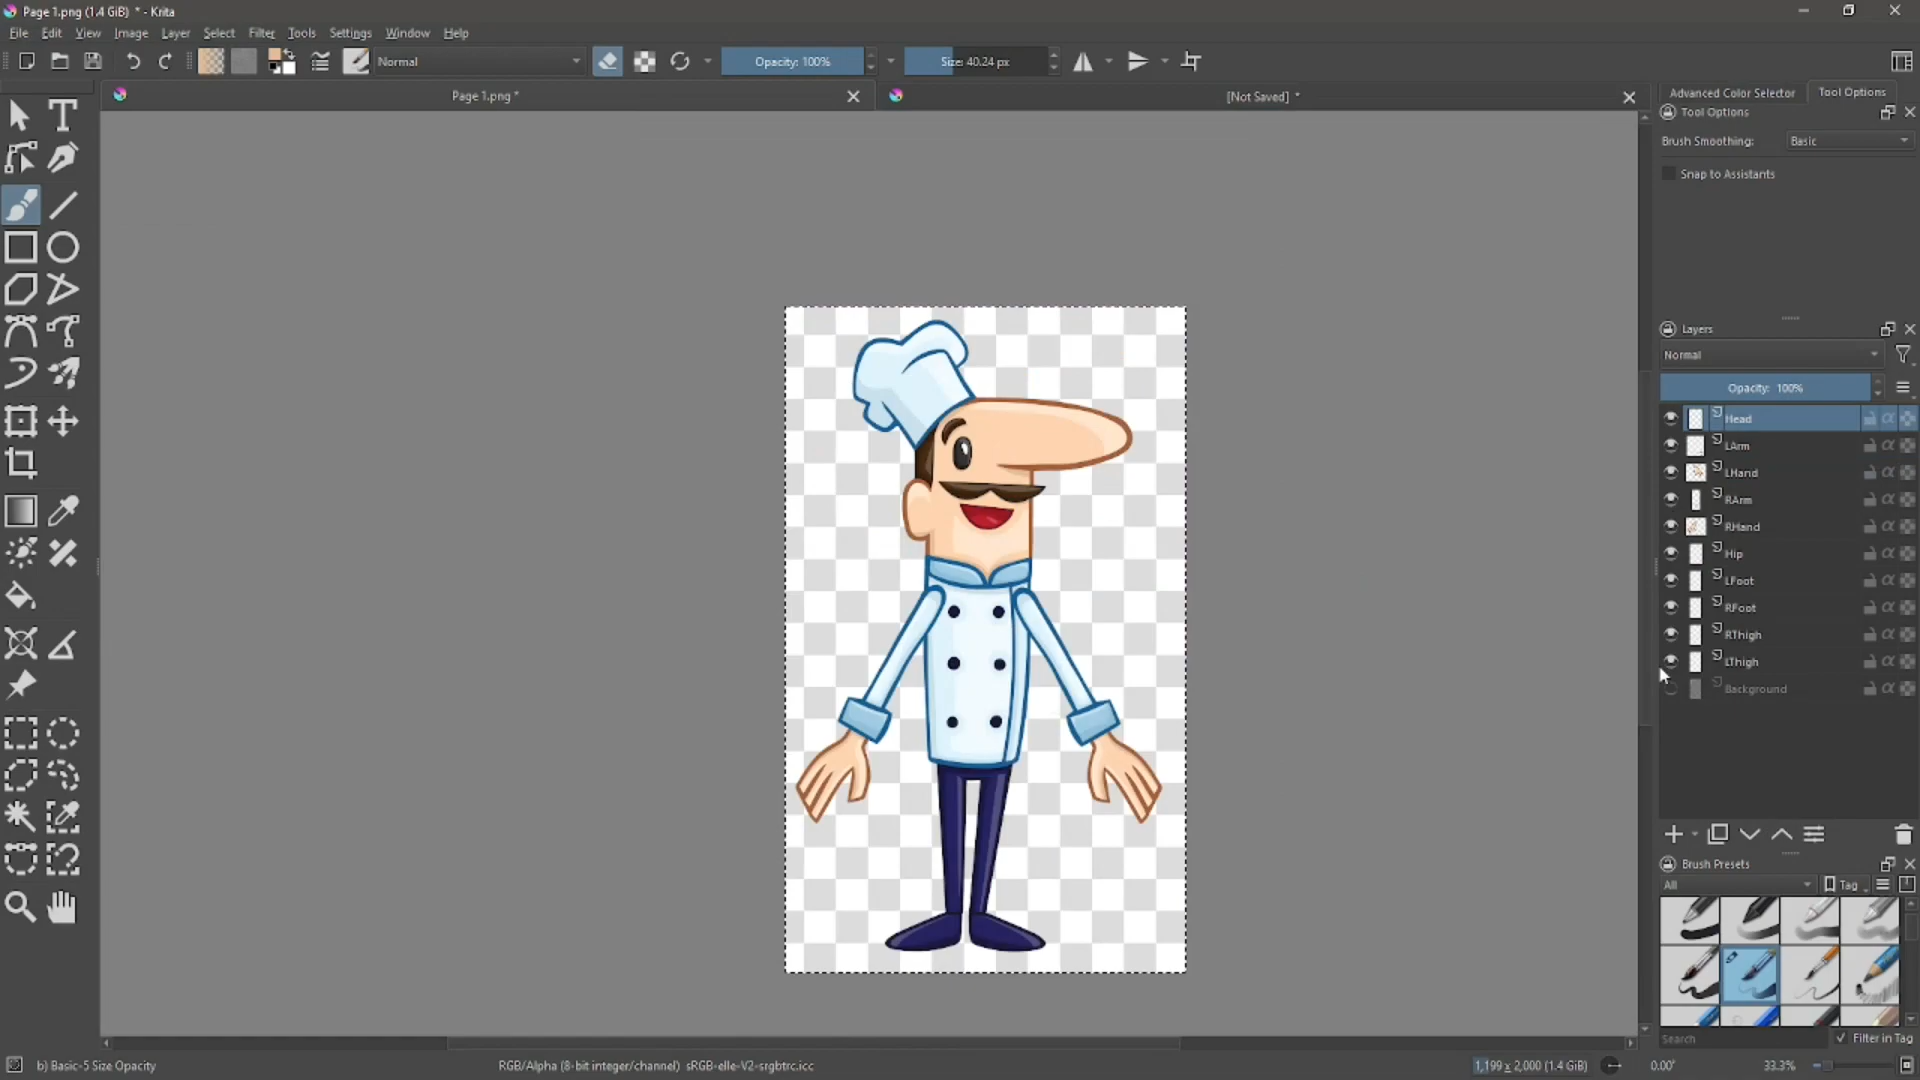 Page 1.png (1.4 GiB) * - Krita
File Edit View Image Layer Select Filter Tools Settings Window Help
Normal Opacity: 100% Size: 40.24 px
Page 1.png *
[Not Saved] *
Advanced Color Selector Tool Options
Tool Options
Brush Smoothing: Basic
Snap to Assistants
Layers
Normal
Opacity: 100%
Head
LArm
LHand
RArm
RHand
Hip
LFoot
RFoot
RThigh
LThigh
Background
Brush Presets
All Tag
Search Filter in Tag
b) Basic-5 Size Opacity RGB/Alpha (8-bit integer/channel) sRGB-elle-V2-srgbtrc.icc 1,199 x 2,000 (1.4 GiB) 0.00° 33.3%